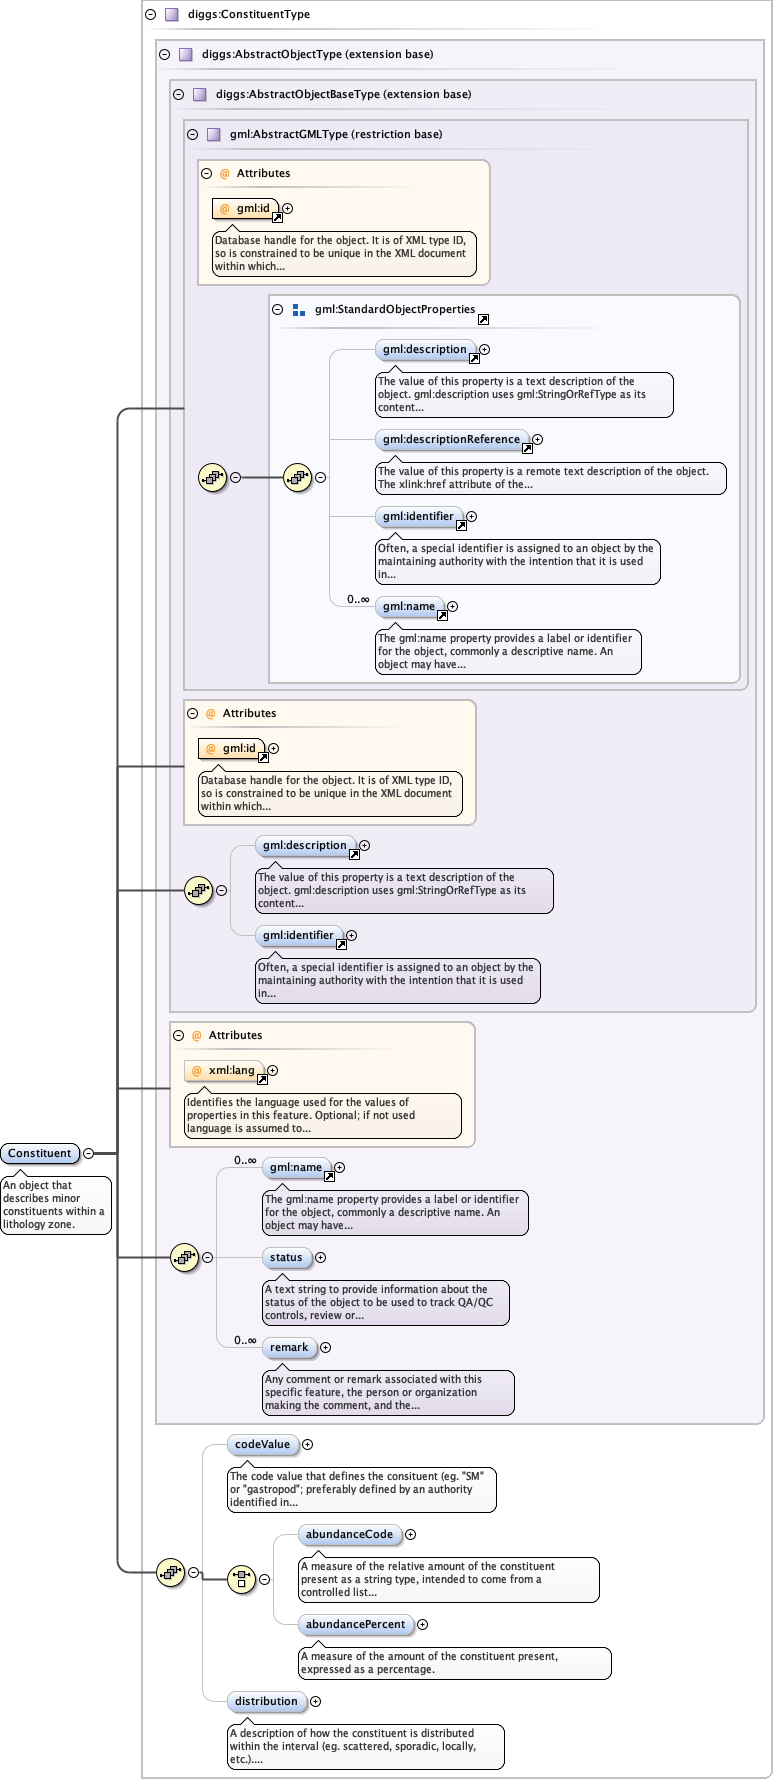 diggs:ConstituentType
diggs:AbstractObjectType (extension base)
diggs:AbstractObjectBaseType (extension base)
gml:AbstractGMLType (restriction base)
@ Attributes
@ gml:id
Database handle for the object. It is of XML type ID,
so is constrained to be unique in the XML document
within which...
gml:StandardObjectProperties
gml:description
The value of this property is a text description of the
object. gml:description uses gml:StringOrRefType as its
content...
gml:descriptionReference
The value of this property is a remote text description of the object.
The xlink:href attribute of the...
gml:identifier
Often, a special identifier is assigned to an object by the
maintaining authority with the intention that it is used
in...
0..∞
gml:name
The gml:name property provides a label or identifier
for the object, commonly a descriptive name. An
object may have...
@ Attributes
@ gml:id
Database handle for the object. It is of XML type ID,
so is constrained to be unique in the XML document
within which...
gml:description
The value of this property is a text description of the
object. gml:description uses gml:StringOrRefType as its
content...
gml:identifier
Often, a special identifier is assigned to an object by the
maintaining authority with the intention that it is used
in...
@ Attributes
@ xml:lang
Identifies the language used for the values of
properties in this feature. Optional; if not used
language is assumed to...
Constituent
An object that
describes minor
constituents within a
lithology zone.
0..∞
gml:name
The gml:name property provides a label or identifier
for the object, commonly a descriptive name. An
object may have...
status
A text string to provide information about the
status of the object to be used to track QA/QC
controls, review or...
0..∞
remark
Any comment or remark associated with this
specific feature, the person or organization
making the comment, and the...
codeValue
The code value that defines the consituent (eg. "SM"
or "gastropod"; preferably defined by an authority
identified in...
abundanceCode
A measure of the relative amount of the constituent
present as a string type, intended to come from a
controlled list...
abundancePercent
A measure of the amount of the constituent present,
expressed as a percentage.
distribution
A description of how the constituent is distributed
within the interval (eg. scattered, sporadic, locally,
etc.)....